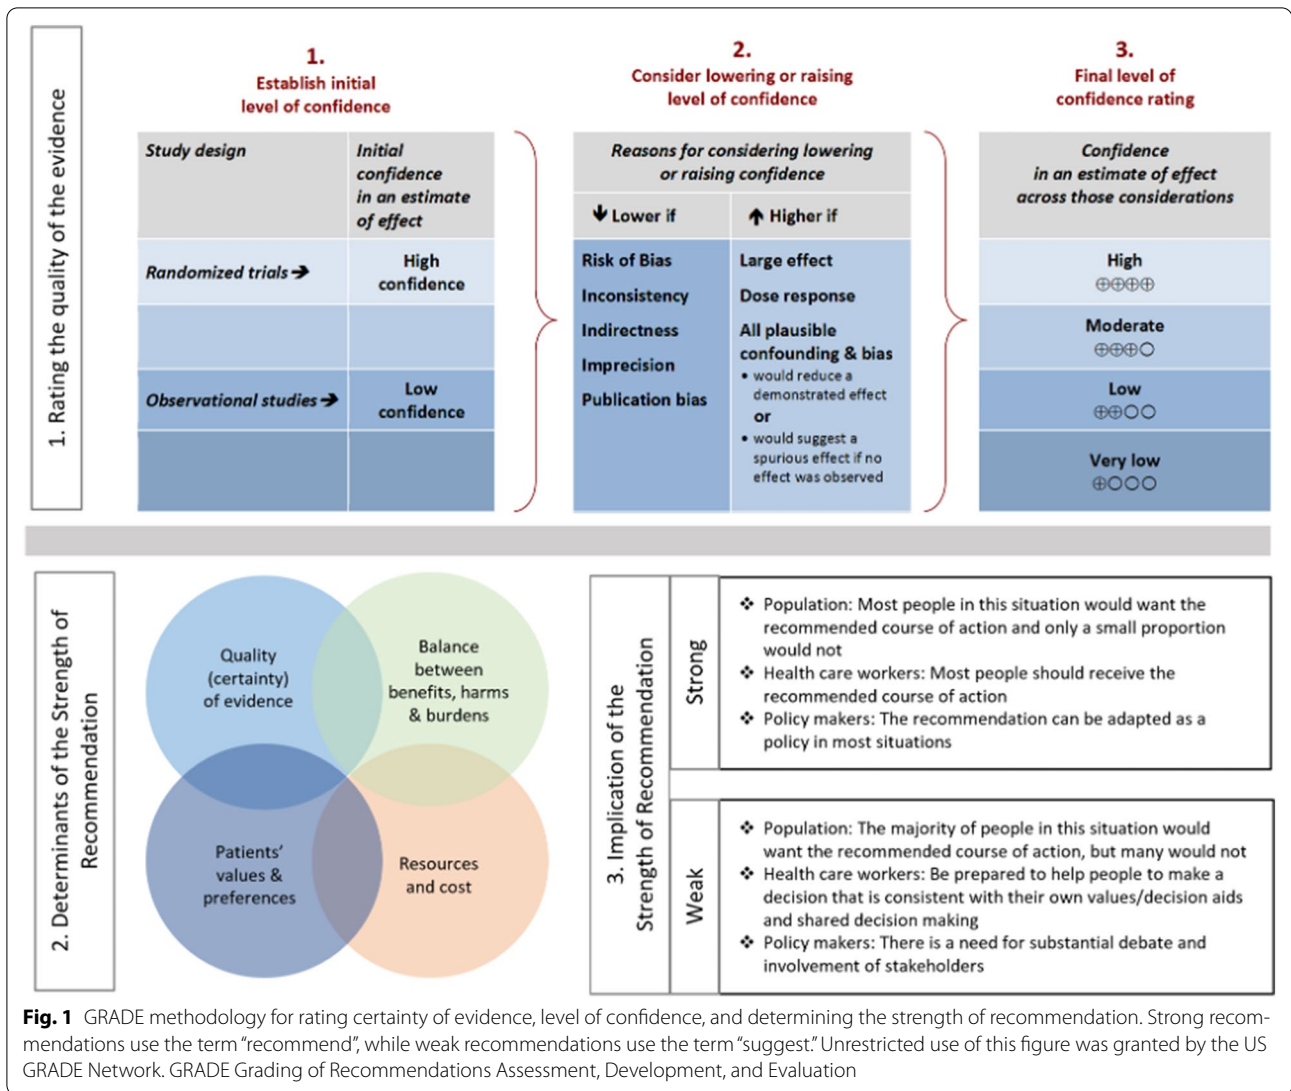 1. Rating the quality of the evidence
1.
Establish initial
level of confidence
Study design
Initial
confidence
in an estimate
of effect
Randomized trials ➔
High
confidence
Observational studies ➔
Low
confidence
2.
Consider lowering or raising
level of confidence
Reasons for considering lowering
or raising confidence
🡇 Lower if
🡅 Higher if
Risk of Bias
Inconsistency
Indirectness
Imprecision
Publication bias
Large effect
Dose response
All plausible
confounding & bias
• would reduce a
demonstrated effect
or
• would suggest a
spurious effect if no
effect was observed
3.
Final level of
confidence rating
Confidence
in an estimate of effect
across those considerations
High
⊕⊕⊕⊕
Moderate
⊕⊕⊕○
Low
⊕⊕○○
Very low
⊕○○○
2. Determinants of the Strength of
Recommendation
Quality
(certainty)
of evidence
Balance
between
benefits, harms
& burdens
Patients'
values &
preferences
Resources
and cost
3. Implication of the
Strength of Recommendation
Strong
❖ Population: Most people in this situation would want the
recommended course of action and only a small proportion
would not
❖ Health care workers: Most people should receive the
recommended course of action
❖ Policy makers: The recommendation can be adapted as a
policy in most situations
Weak
❖ Population: The majority of people in this situation would
want the recommended course of action, but many would not
❖ Health care workers: Be prepared to help people to make a
decision that is consistent with their own values/decision aids
and shared decision making
❖ Policy makers: There is a need for substantial debate and
involvement of stakeholders
Fig. 1 GRADE methodology for rating certainty of evidence, level of confidence, and determining the strength of recommendation. Strong recom-
mendations use the term "recommend", while weak recommendations use the term "suggest." Unrestricted use of this figure was granted by the US
GRADE Network. GRADE Grading of Recommendations Assessment, Development, and Evaluation